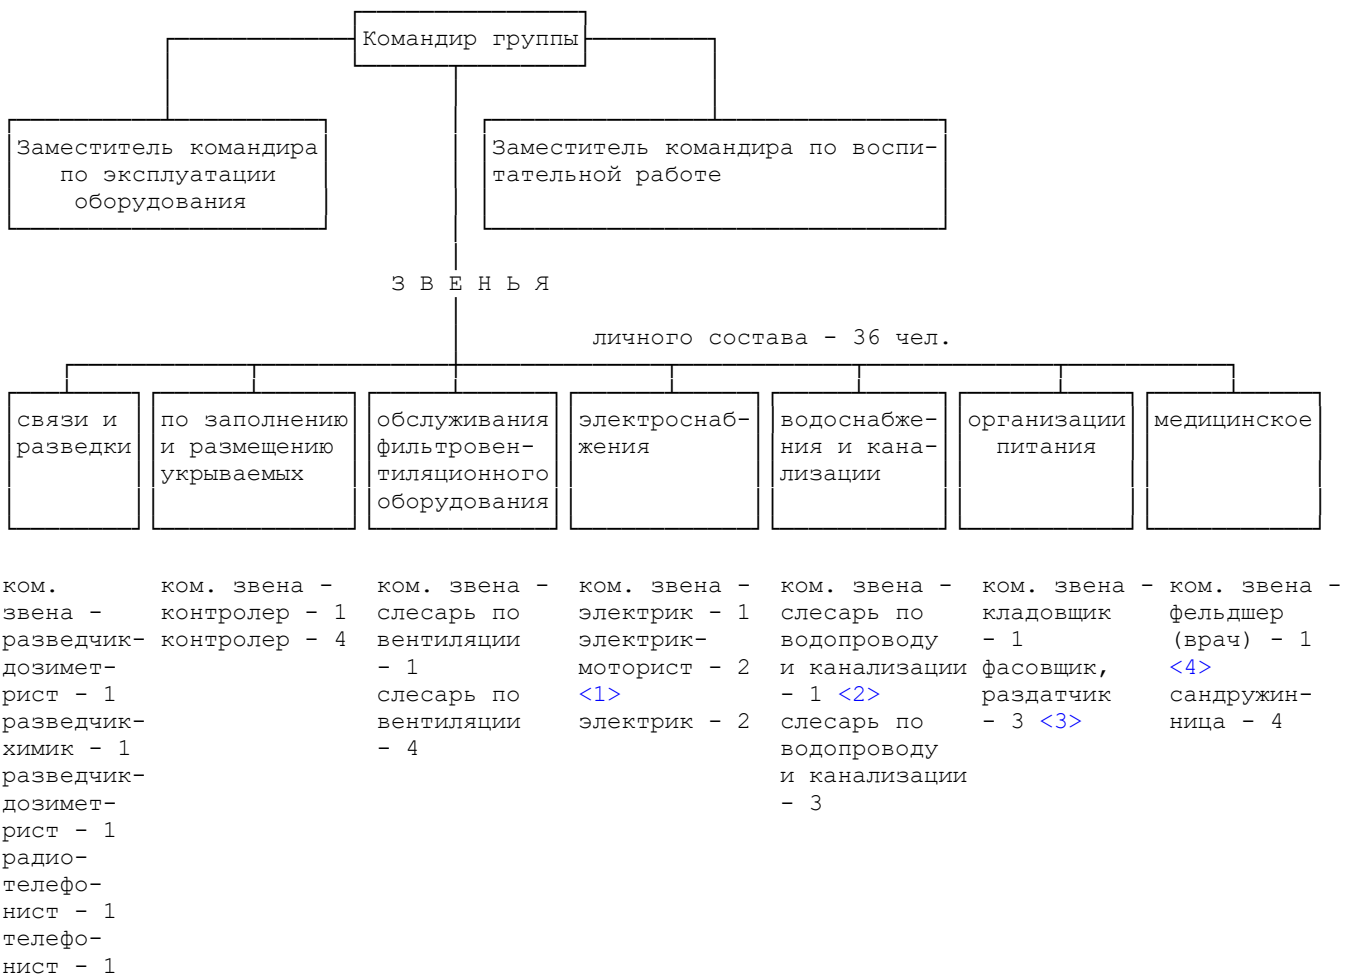 Командир группы
Заместитель командира
по эксплуатации
оборудования
Заместитель командира по воспи-
тательной работе
З В Е Н Ь Я
личного состава - 36 чел.
связи и
разведки
по заполнению
и размещению
укрываемых
обслуживания
фильтровен-
тиляционного
оборудования
электроснаб-
жения
водоснабже-
ния и кана-
лизации
организации
питания
медицинское
ком.
звена -
разведчик-
дозимет-
рист - 1
разведчик-
химик - 1
разведчик-
дозимет-
рист - 1
радио-
телефо-
нист - 1
телефо-
нист - 1
ком. звена -
контролер - 1
контролер - 4
ком. звена -
слесарь по
вентиляции
- 1
слесарь по
вентиляции
- 4
ком. звена -
электрик - 1
электрик-
моторист - 2
<1>
электрик - 2
ком. звена -
слесарь по
водопроводу
и канализации
- 1 <2>
слесарь по
водопроводу
и канализации
- 3
ком. звена -
кладовщик
- 1
фасовщик,
раздатчик
- 3 <3>
ком. звена -
фельдшер
(врач) - 1
<4>
сандружин-
ница - 4